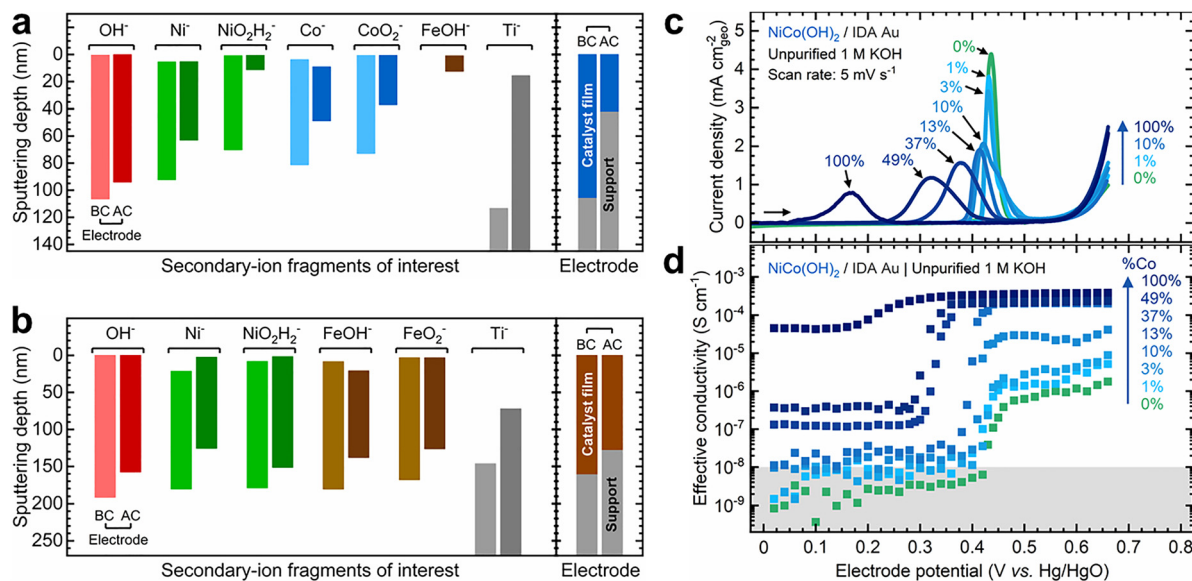 a
OH⁻ Ni⁻ NiO₂H₂⁻ Co⁻ CoO₂⁻ FeOH⁻ Ti⁻
BC AC
Sputtering depth (nm)
0
20
40
60
80
100
120
140
BC AC
Electrode
Catalyst film
Support
Secondary-ion fragments of interest
Electrode
b
OH⁻ Ni⁻ NiO₂H₂⁻ FeOH⁻ FeO₂⁻ Ti⁻
BC AC
Sputtering depth (nm)
0
50
100
150
200
250
BC AC
Electrode
Catalyst film
Support
Secondary-ion fragments of interest
Electrode
c
NiCo(OH)₂ / IDA Au
Unpurified 1 M KOH
Scan rate: 5 mV s⁻¹
Current density (mA cm⁻²geo)
5
4
3
2
1
0
0%
1%
3%
10%
13%
37%
49%
100%
100%
10%
1%
0%
d
NiCo(OH)₂ / IDA Au | Unpurified 1 M KOH
%Co
100%
49%
37%
13%
10%
3%
1%
0%
Effective conductivity (S cm⁻¹)
10⁻³
10⁻⁴
10⁻⁵
10⁻⁶
10⁻⁷
10⁻⁸
10⁻⁹
0 0.1 0.2 0.3 0.4 0.5 0.6 0.7 0.8
Electrode potential (V vs. Hg/HgO)